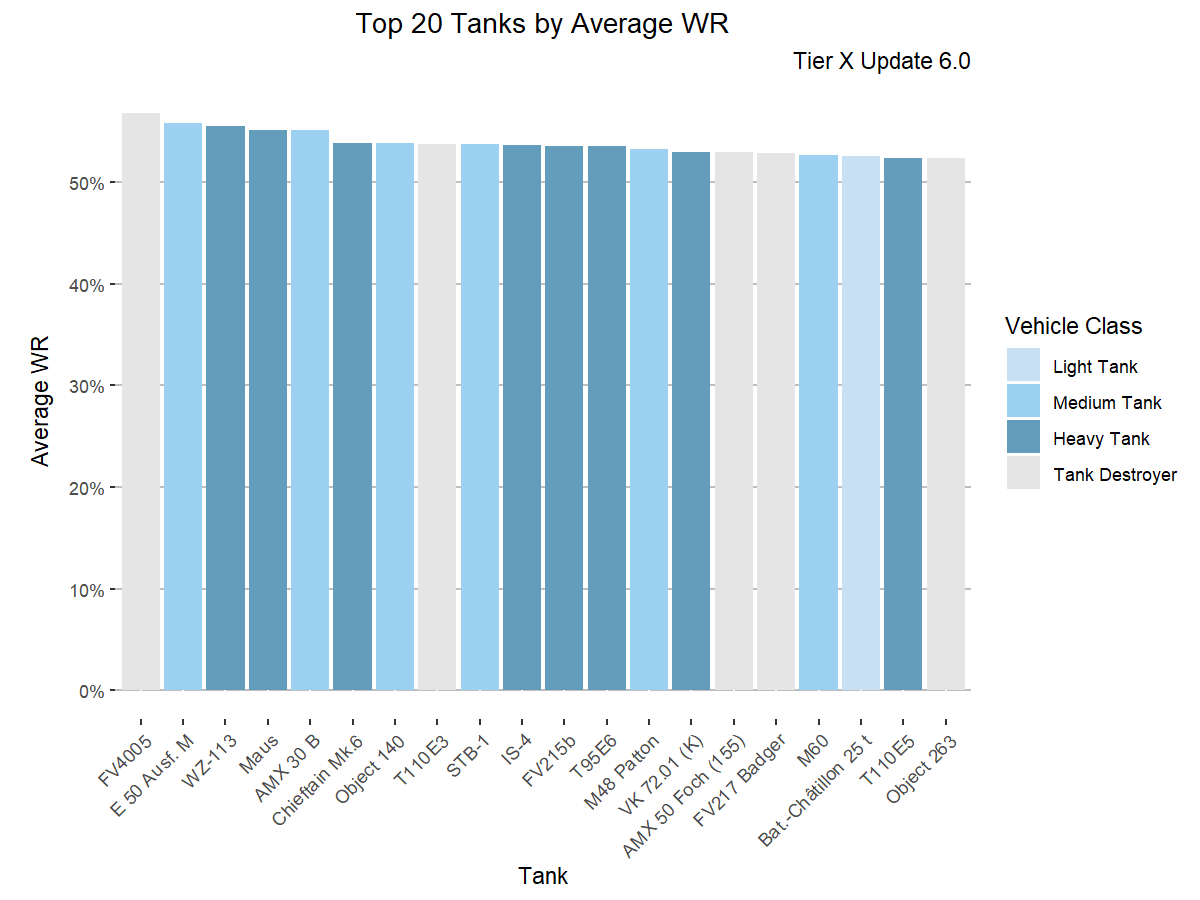 Top 20 Tanks by Average WR
Tier X Update 6.0
Average WR
50%
40%
30%
20%
10%
0%
FV4005
E 50 Ausf. M
WZ-113
Maus
AMX 30 B
Chieftain Mk.6
Object 140
T110E3
STB-1
IS-4
FV215b
T95E6
M48 Patton
VK 72.01 (K)
AMX 50 Foch (155)
FV217 Badger
M60
Bat.-Châtillon 25 t
T110E5
Object 263
Tank
Vehicle Class
Light Tank
Medium Tank
Heavy Tank
Tank Destroyer